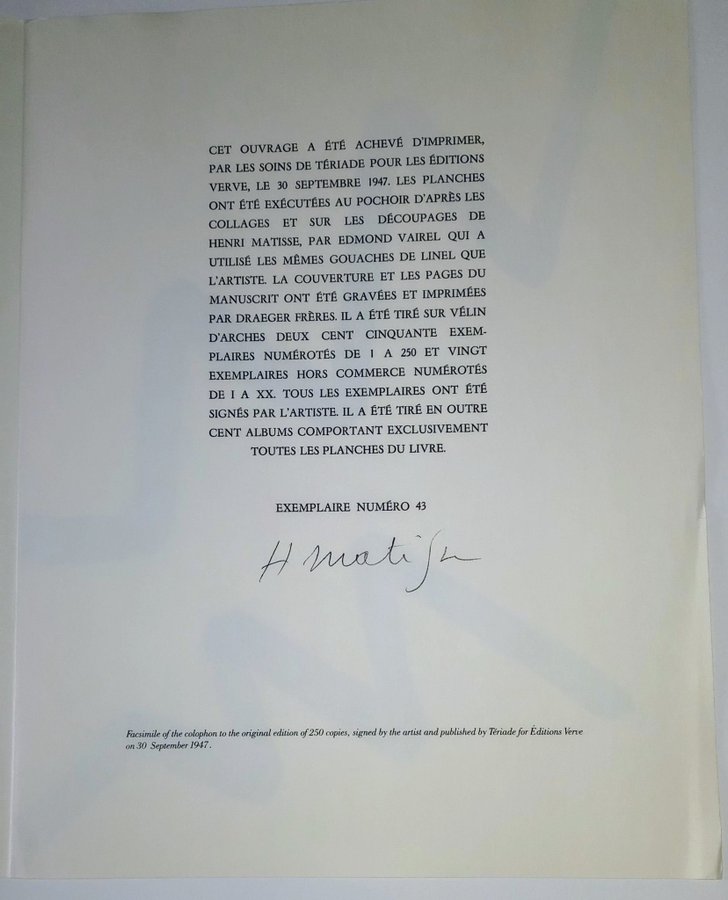 CET OUVRAGE A ÉTÉ ACHEVÉ D'IMPRIMER,
PAR LES SOINS DE TÉRIADE POUR LES ÉDITIONS
VERVE, LE 30 SEPTEMBRE 1947. LES PLANCHES
ONT ÉTÉ EXÉCUTÉES AU POCHOIR D'APRÈS LES
COLLAGES ET SUR LES DÉCOUPAGES DE
HENRI MATISSE, PAR EDMOND VAIREL QUI A
UTILISÉ LES MÊMES GOUACHES DE LINEL QUE
L'ARTISTE. LA COUVERTURE ET LES PAGES DU
MANUSCRIT ONT ÉTÉ GRAVÉES ET IMPRIMÉES
PAR DRAEGER FRÈRES. IL A ÉTÉ TIRÉ SUR VÉLIN
D'ARCHES DEUX CENT CINQUANTE EXEM-
PLAIRES NUMÉROTÉS DE 1 A 250 ET VINGT
EXEMPLAIRES HORS COMMERCE NUMÉROTÉS
DE I A XX. TOUS LES EXEMPLAIRES ONT ÉTÉ
SIGNÉS PAR L'ARTISTE. IL A ÉTÉ TIRÉ EN OUTRE
CENT ALBUMS COMPORTANT EXCLUSIVEMENT
TOUTES LES PLANCHES DU LIVRE.
EXEMPLAIRE NUMÉRO 43
H Matisse
Facsimile of the colophon to the original edition of 250 copies, signed by the artist and published by Tériade for Éditions Verve
on 30 September 1947.